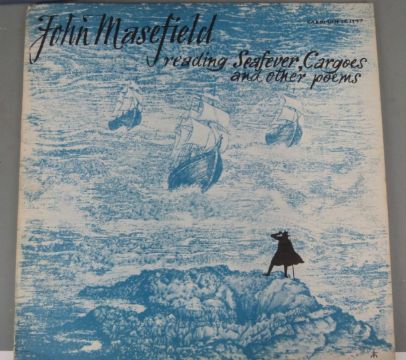 John Masefield
reading Seafever, Cargoes
and other poems